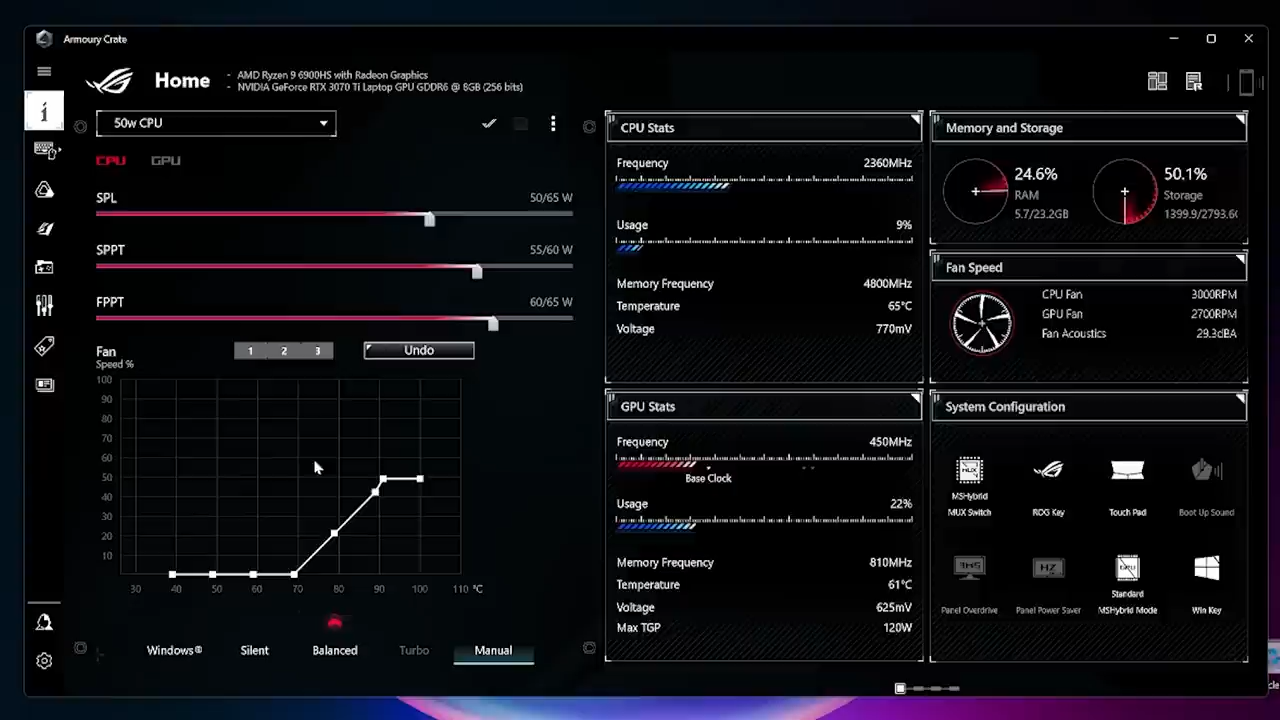 Armoury Crate
Home
- AMD Ryzen 9 6900HS with Radeon Graphics
- NVIDIA GeForce RTX 3070 Ti Laptop GPU GDDR6 @ 8GB (256 bits)
50w CPU
CPU GPU
SPL 50/65 W
SPPT 55/60 W
FPPT 60/65 W
Fan 1 2 3 Undo
Speed %
100
90
80
70
60
50
40
30
20
10
30 40 50 60 70 80 90 100 110 °C
Windows® Silent Balanced Turbo Manual
CPU Stats
Frequency 2360MHz
Usage 9%
Memory Frequency 4800MHz
Temperature 65°C
Voltage 770mV
GPU Stats
Frequency 450MHz
Base Clock
Usage 22%
Memory Frequency 810MHz
Temperature 61°C
Voltage 625mV
Max TGP 120W
Memory and Storage
24.6%
RAM
5.7/23.2GB
50.1%
Storage
Fan Speed
CPU Fan 3000RPM
GPU Fan 2700RPM
Fan Acoustics 29.3dBA
System Configuration
MUX
MSHybrid
MUX Switch
ROG Key
Touch Pad
Boot Up Sound
3MS
Panel Overdrive
HZ
Panel Power Saver
GPU
Standard
MSHybrid Mode
Win Key